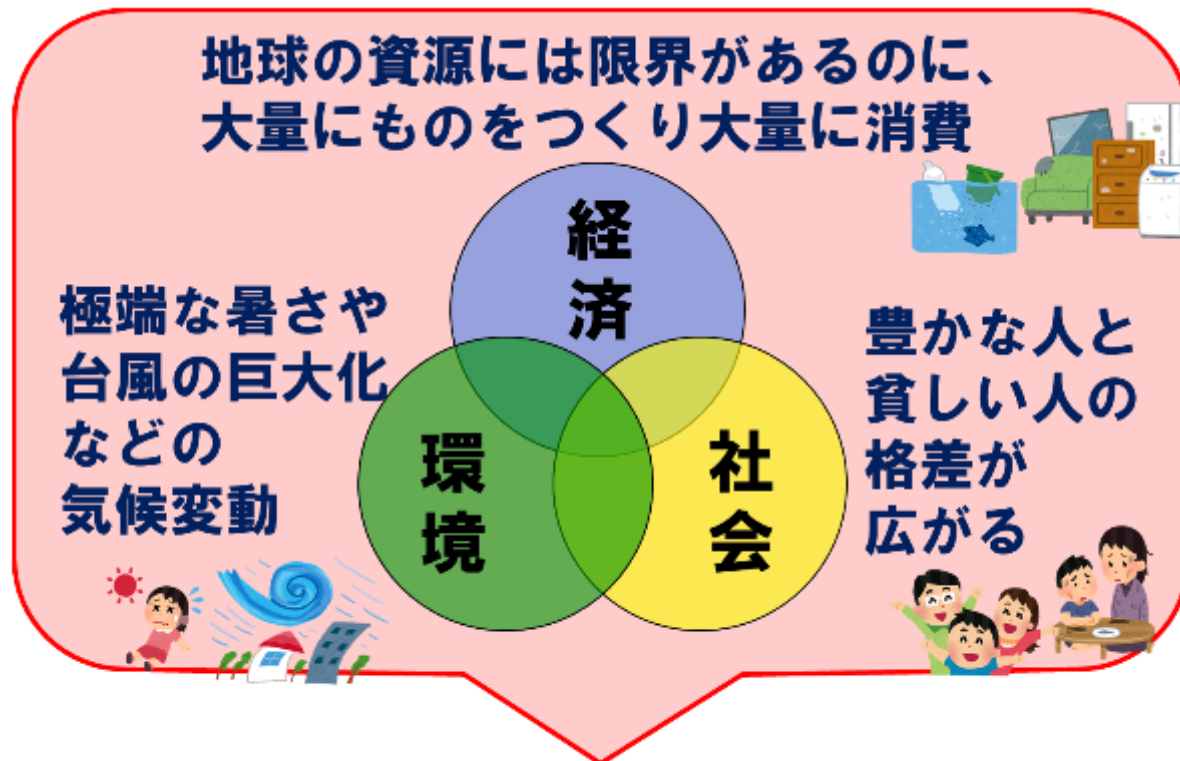 地球の資源には限界があるのに、
大量にものをつくり大量に消費
経済
極端な暑さや
台風の巨大化
などの
気候変動
環境
社会
豊かな人と
貧しい人の
格差が
広がる